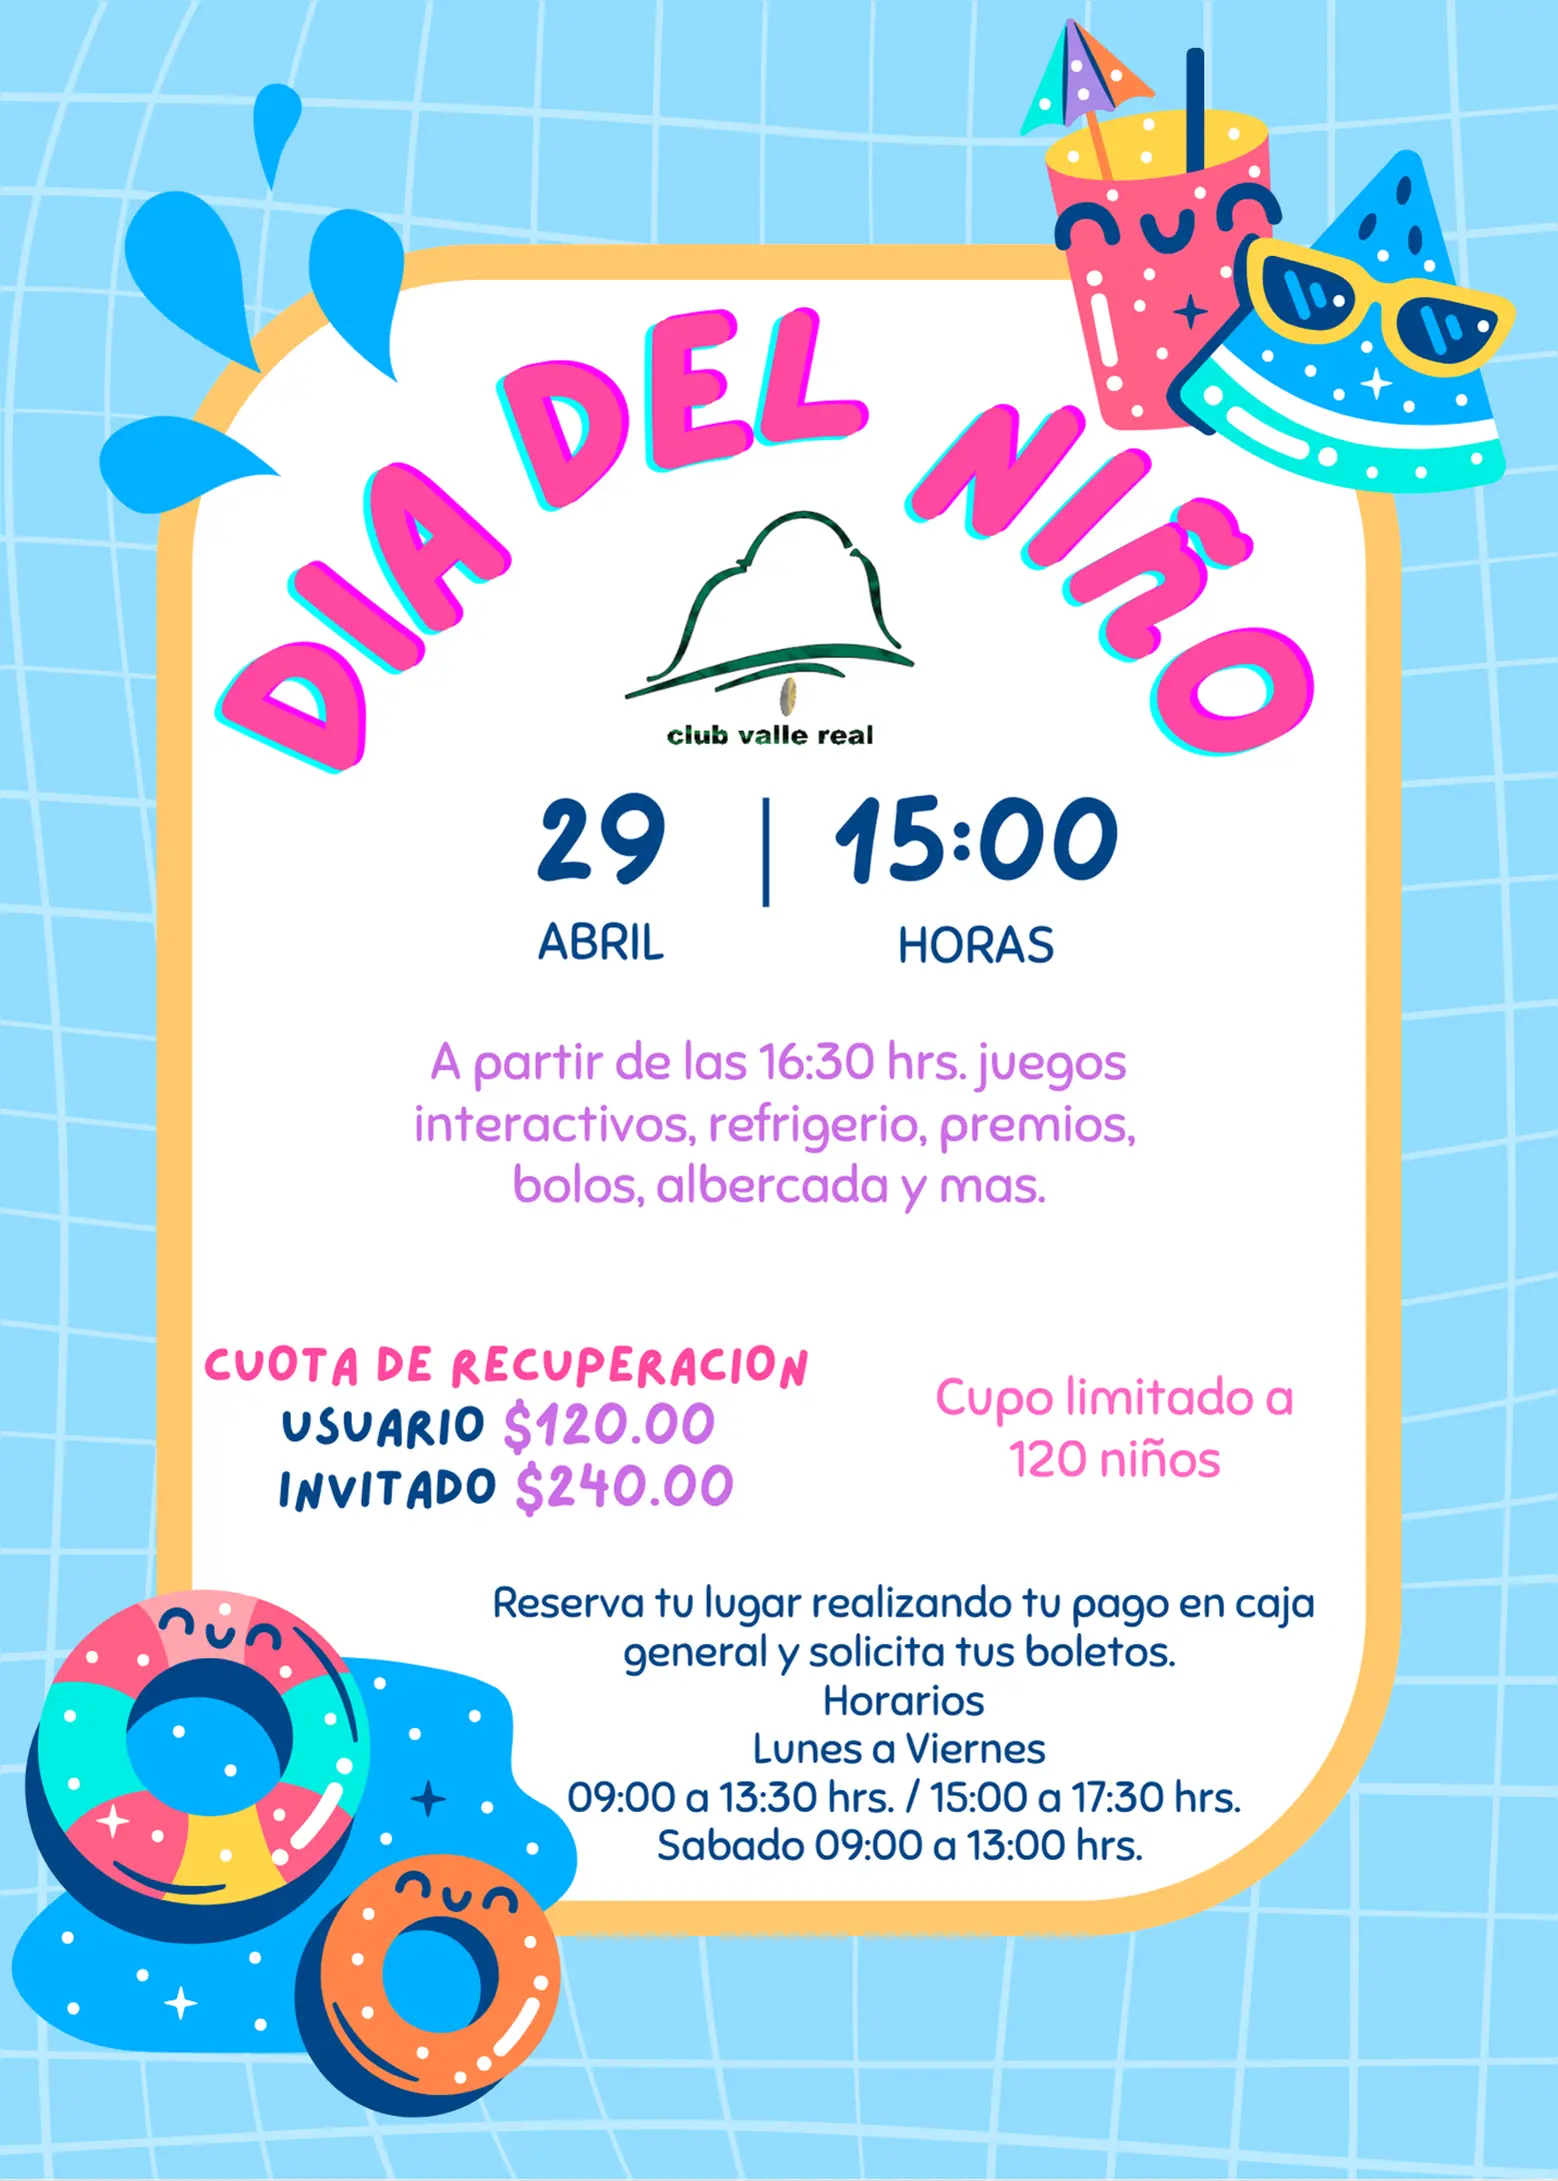 DIA DEL NIÑO
club valle real
29 | 15:00
ABRIL HORAS
A partir de las 16:30 hrs. juegos
interactivos, refrigerio, premios,
bolos, albercada y mas.
CUOTA DE RECUPERACION
USUARIO $120.00
INVITADO $240.00
Cupo limitado a
120 niños
Reserva tu lugar realizando tu pago en caja
general y solicita tus boletos.
Horarios
Lunes a Viernes
09:00 a 13:30 hrs. / 15:00 a 17:30 hrs.
Sabado 09:00 a 13:00 hrs.